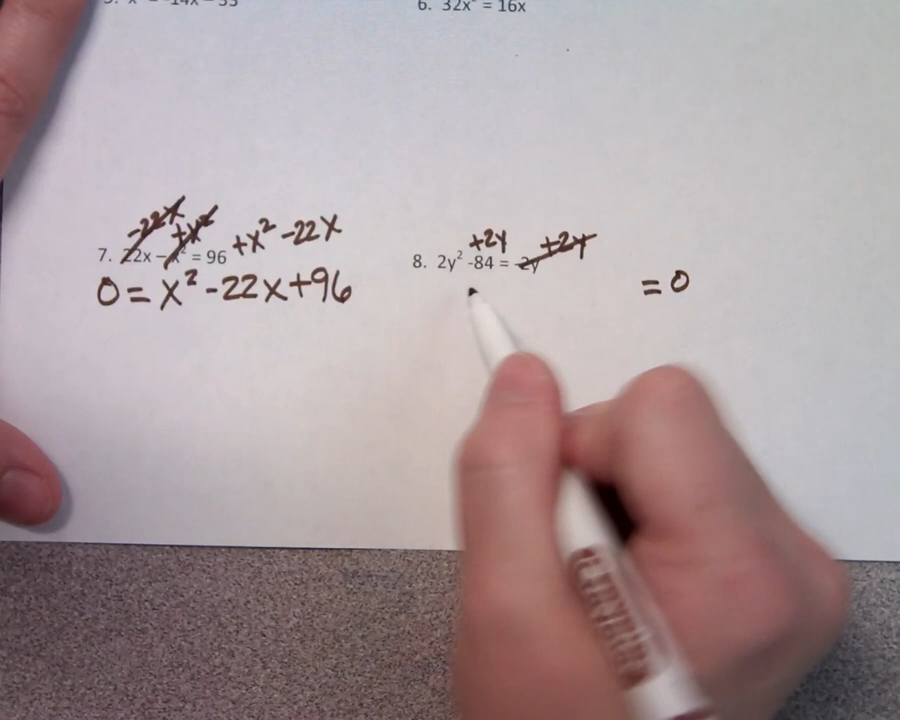 6. 32x² = 16x
-22x +x² +x² -22x
7. 22x – x² = 96
0 = x² -22x+96
+2y +2y
8. 2y² -84 = -2y
= 0